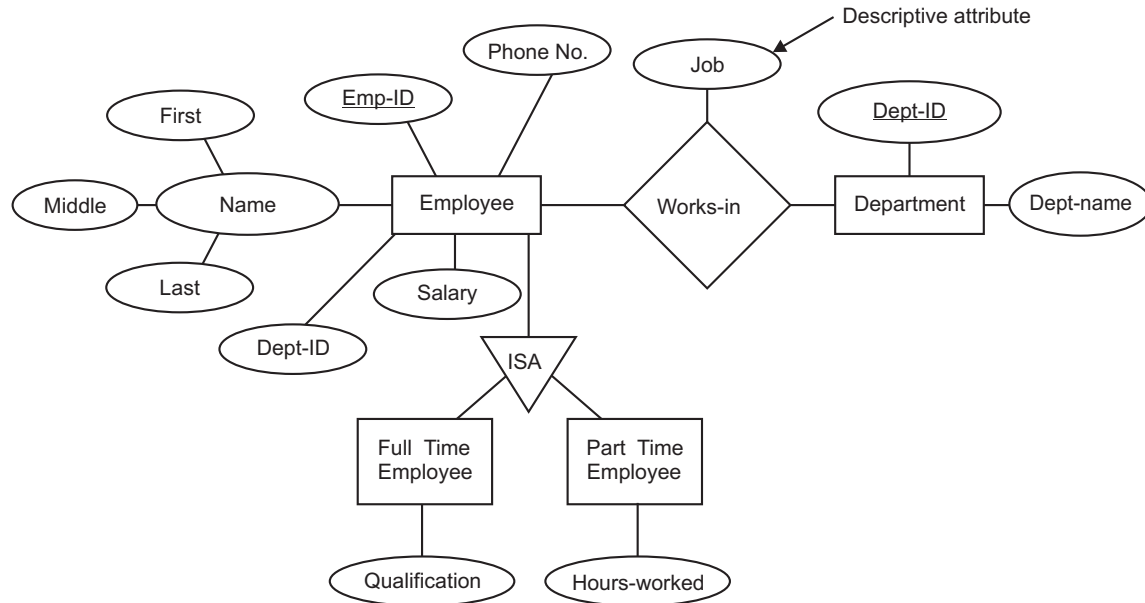 Descriptive attribute
Phone No.
Job
Emp-ID
First
Dept-ID
Middle
Name
Employee
Works-in
Department
Dept-name
Last
Salary
Dept-ID
ISA
Full Time
Employee
Part Time
Employee
Qualification
Hours-worked